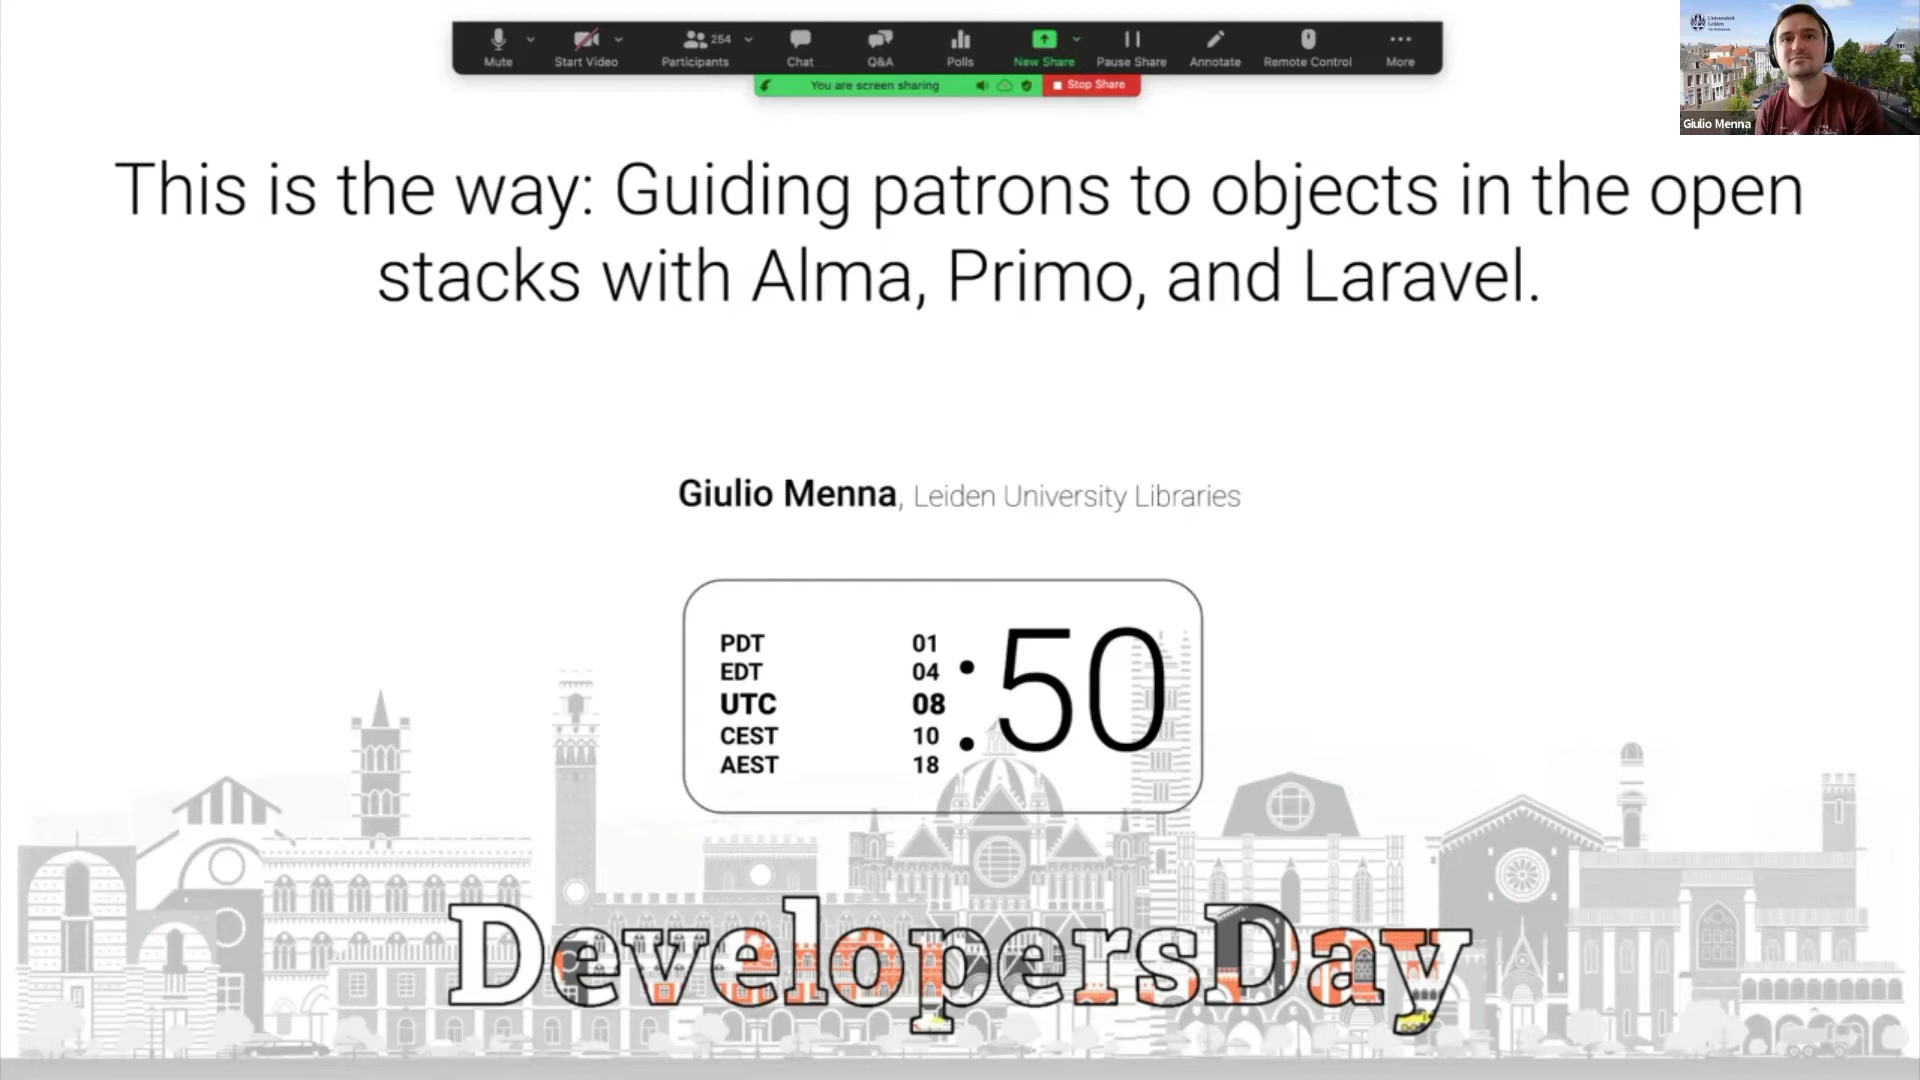 Mute
Start Video
254
Participants
Chat
Q&A
Polls
New Share
Pause Share
Annotate
Remote Control
More
You are screen sharing
Stop Share
Universiteit
Leiden
Giulio Menna
This is the way: Guiding patrons to objects in the open
stacks with Alma, Primo, and Laravel.
Giulio Menna, Leiden University Libraries
PDT 01
EDT 04
UTC 08 :50
CEST 10
AEST 18
DevelopersDay